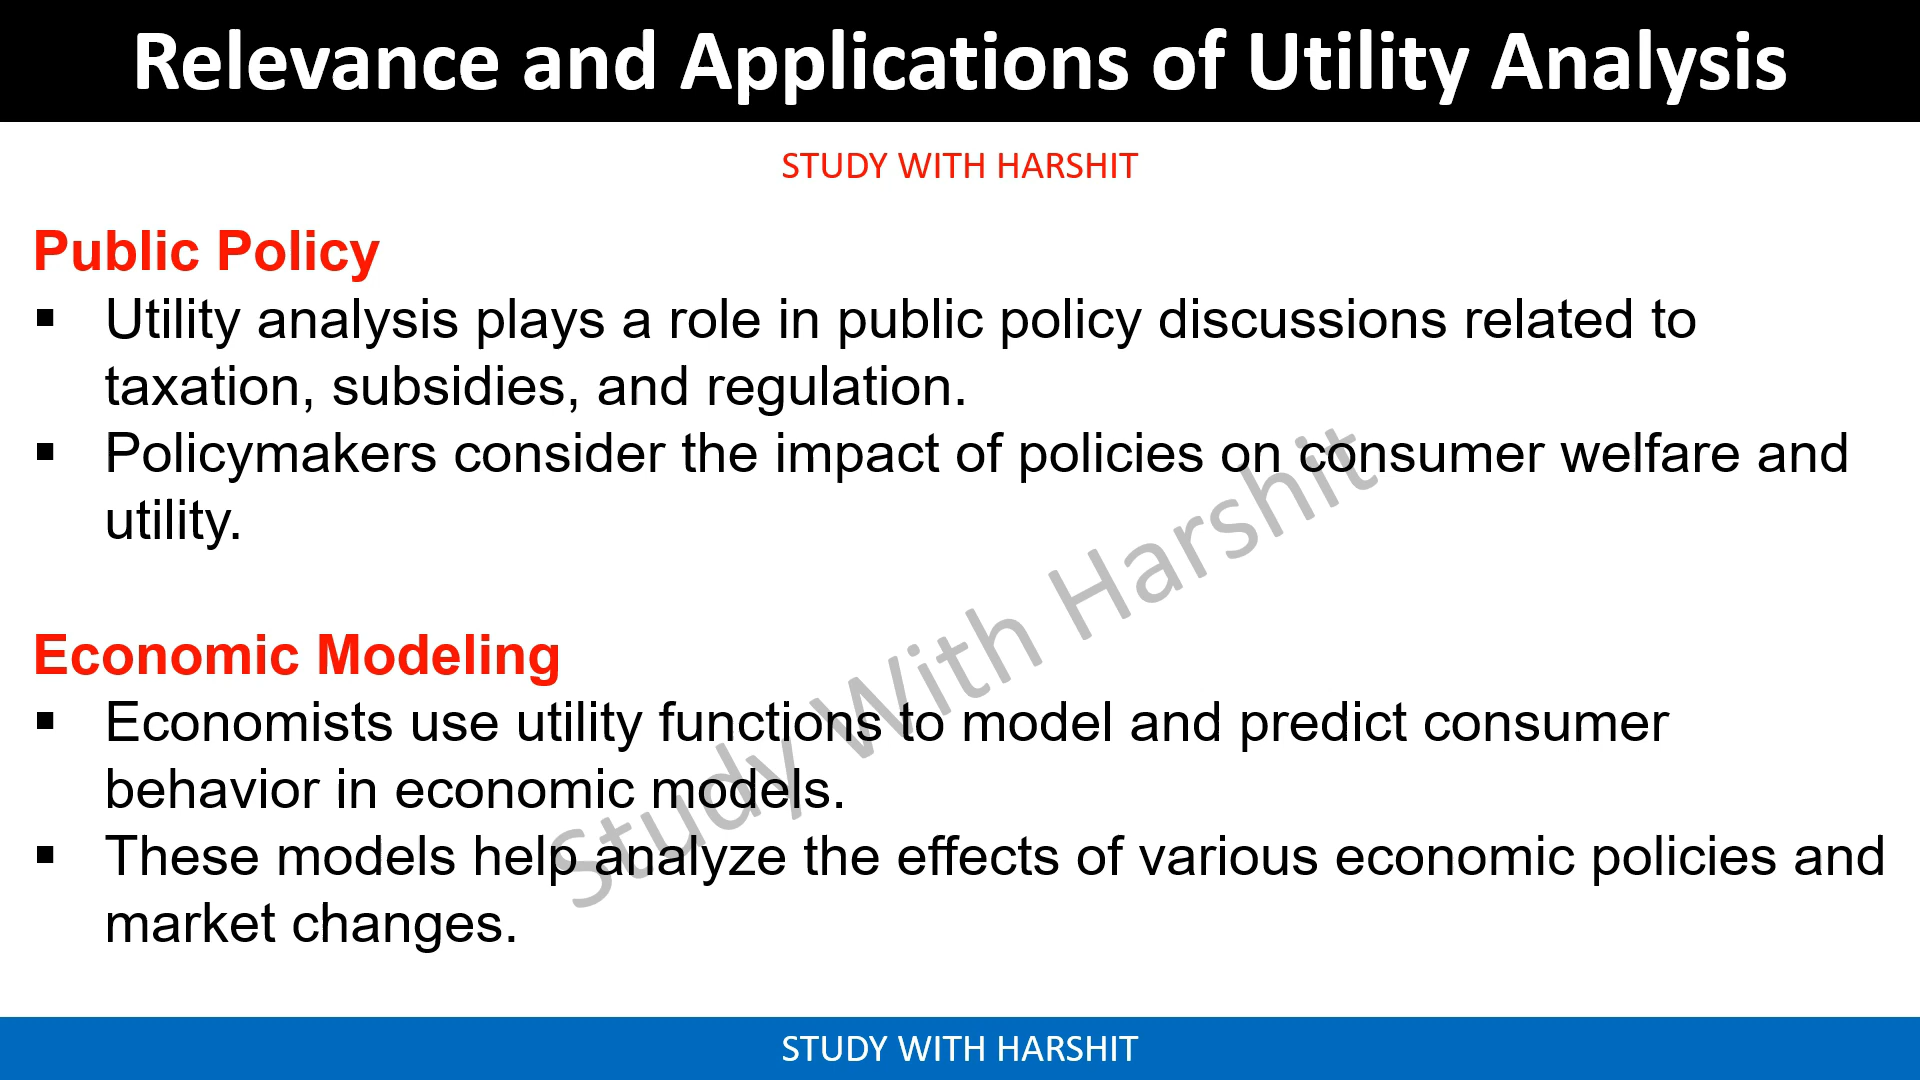 Relevance and Applications of Utility Analysis
STUDY WITH HARSHIT
Public Policy
▪ Utility analysis plays a role in public policy discussions related to
taxation, subsidies, and regulation.
▪ Policymakers consider the impact of policies on consumer welfare and
utility.
Economic Modeling
▪ Economists use utility functions to model and predict consumer
behavior in economic models.
▪ These models help analyze the effects of various economic policies and
market changes.
Study With Harshit
STUDY WITH HARSHIT